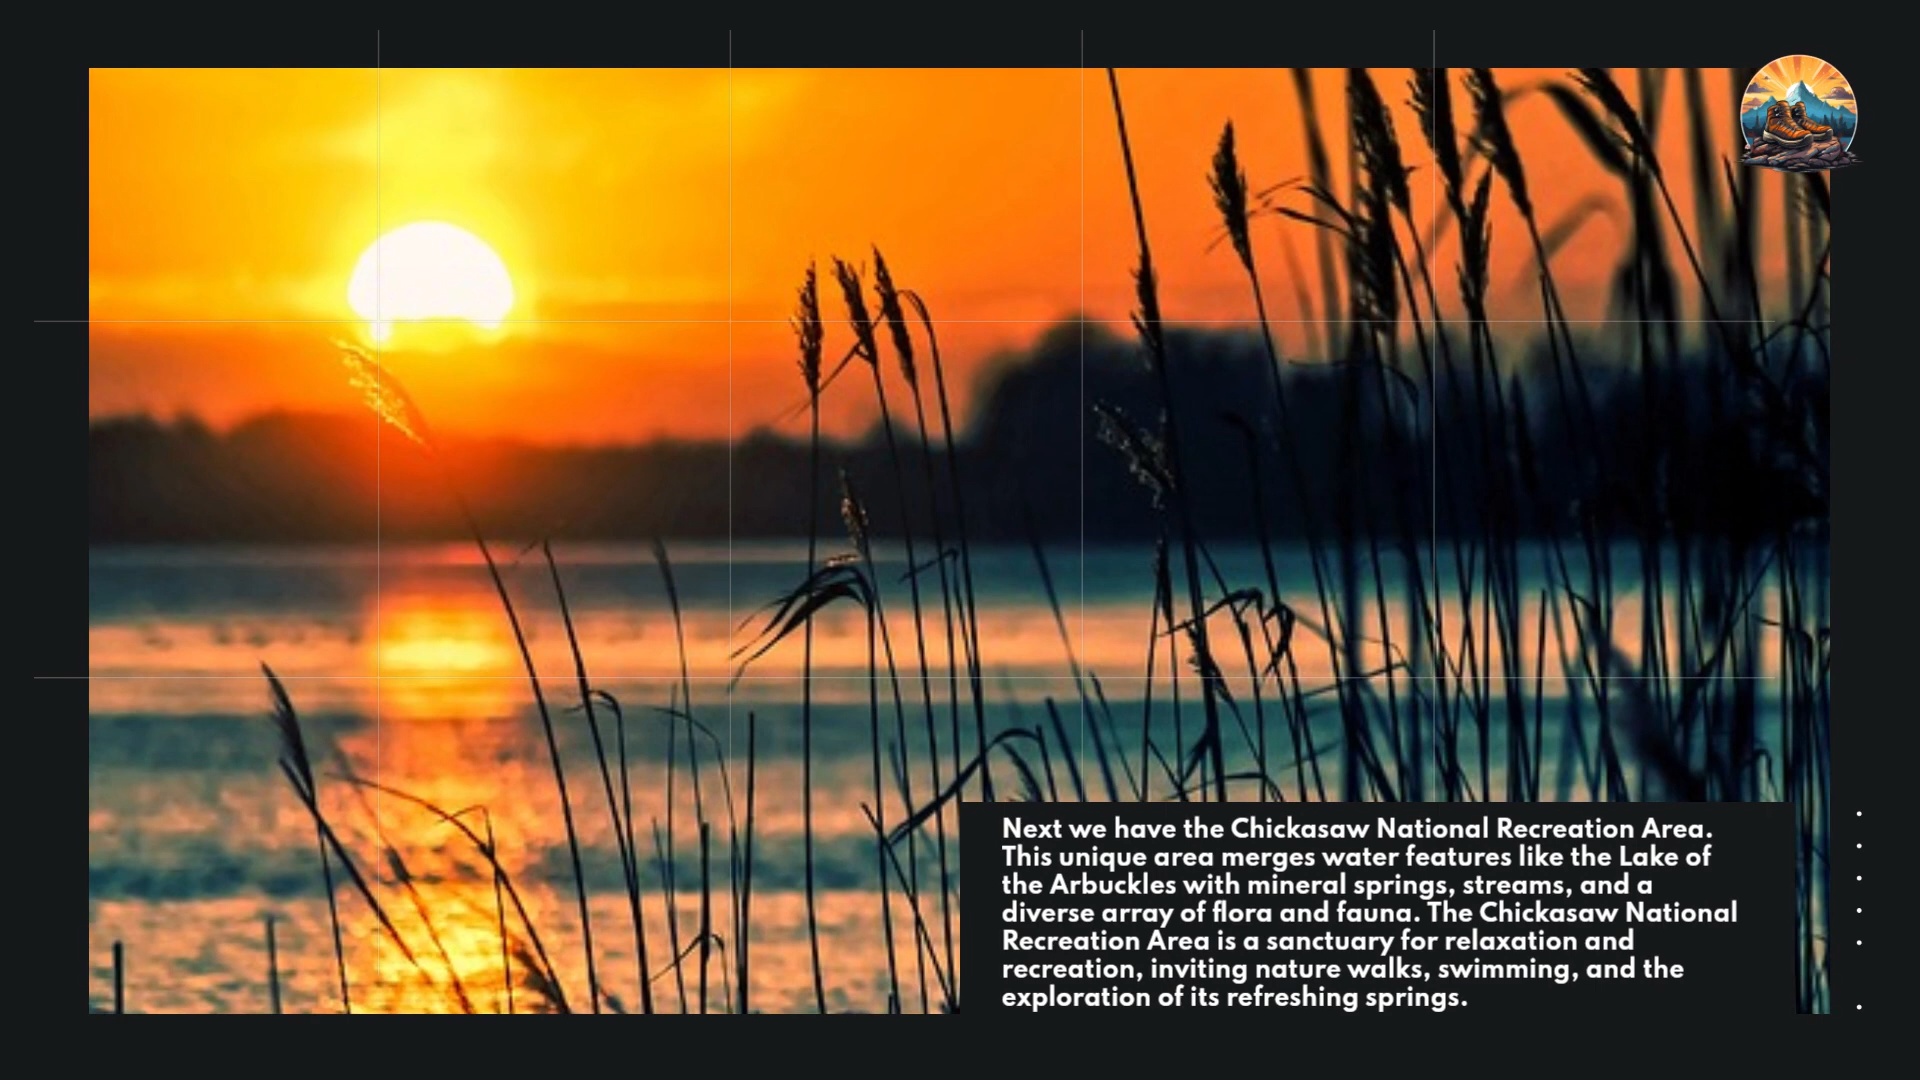 Next we have the Chickasaw National Recreation Area.
This unique area merges water features like the Lake of
the Arbuckles with mineral springs, streams, and a
diverse array of flora and fauna. The Chickasaw National
Recreation Area is a sanctuary for relaxation and
recreation, inviting nature walks, swimming, and the
exploration of its refreshing springs.